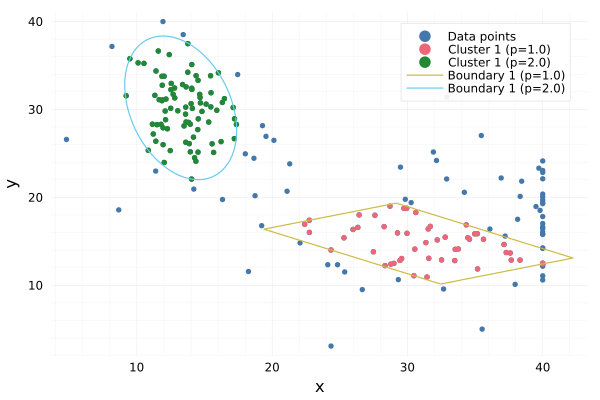 40
30
20
10
y
10
20
30
40
x
Data points
Cluster 1 (p=1.0)
Cluster 1 (p=2.0)
Boundary 1 (p=1.0)
Boundary 1 (p=2.0)